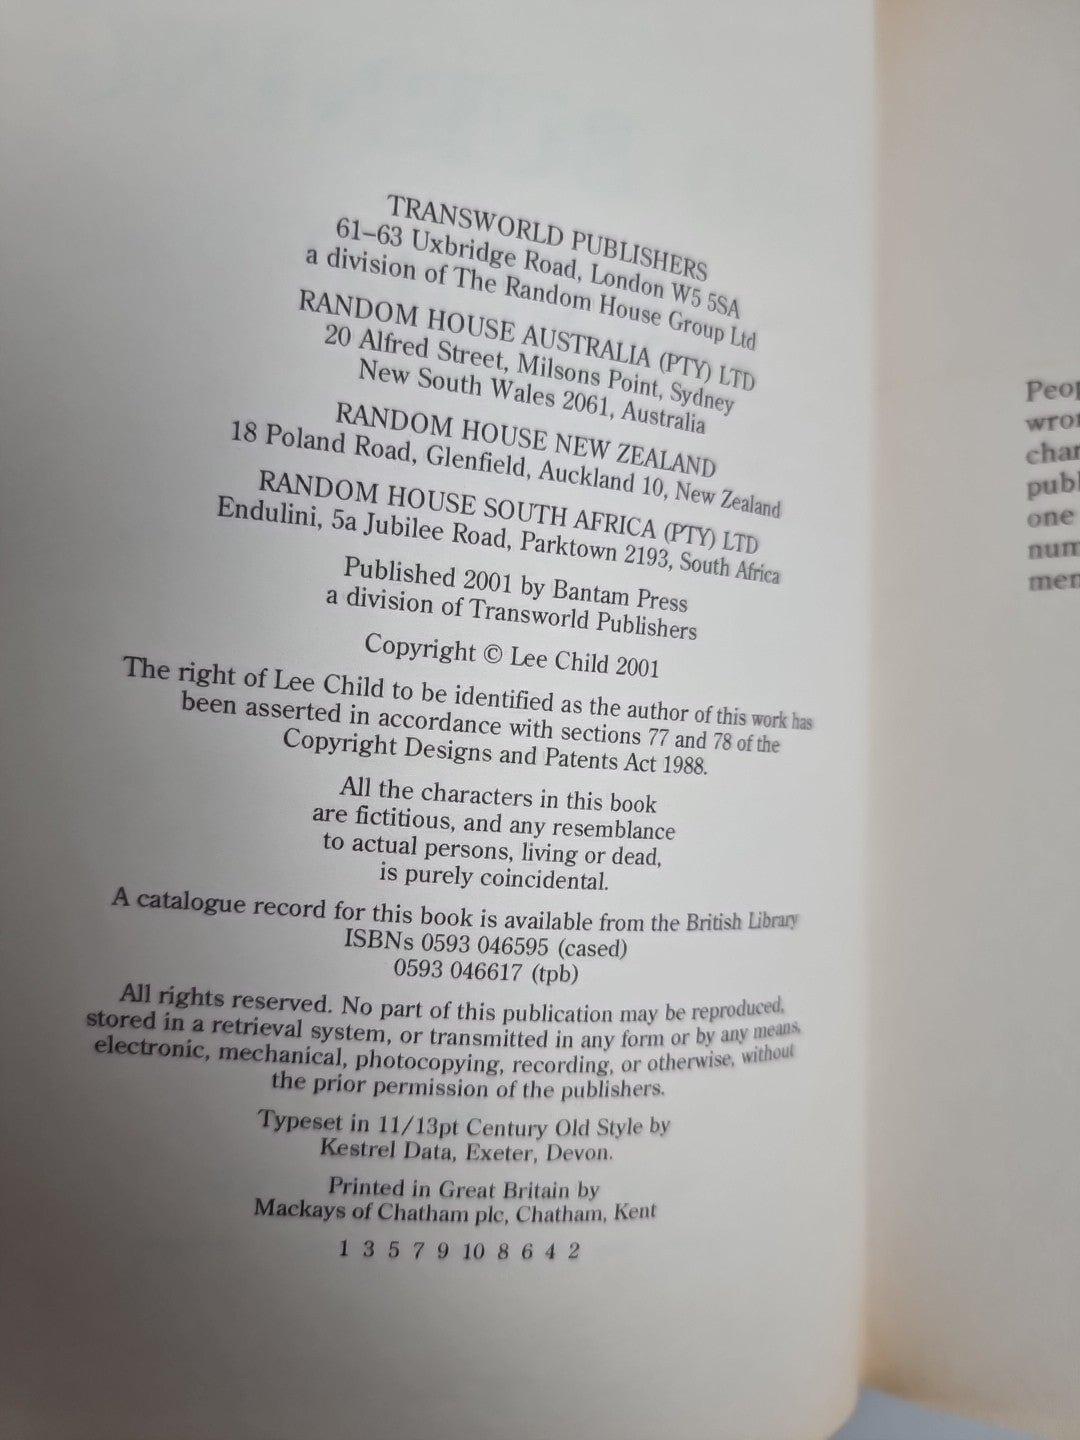 TRANSWORLD PUBLISHERS
61–63 Uxbridge Road, London W5 5SA
a division of The Random House Group Ltd
RANDOM HOUSE AUSTRALIA (PTY) LTD
20 Alfred Street, Milsons Point, Sydney
New South Wales 2061, Australia
RANDOM HOUSE NEW ZEALAND
18 Poland Road, Glenfield, Auckland 10, New Zealand
RANDOM HOUSE SOUTH AFRICA (PTY) LTD
Endulini, 5a Jubilee Road, Parktown 2193, South Africa
Published 2001 by Bantam Press
a division of Transworld Publishers
Copyright © Lee Child 2001
The right of Lee Child to be identified as the author of this work has
been asserted in accordance with sections 77 and 78 of the
Copyright Designs and Patents Act 1988.
All the characters in this book
are fictitious, and any resemblance
to actual persons, living or dead,
is purely coincidental.
A catalogue record for this book is available from the British Library
ISBNs 0593 046595 (cased)
0593 046617 (tpb)
All rights reserved. No part of this publication may be reproduced,
stored in a retrieval system, or transmitted in any form or by any means,
electronic, mechanical, photocopying, recording, or otherwise, without
the prior permission of the publishers.
Typeset in 11/13pt Century Old Style by
Kestrel Data, Exeter, Devon.
Printed in Great Britain by
Mackays of Chatham plc, Chatham, Kent
1 3 5 7 9 10 8 6 4 2
one